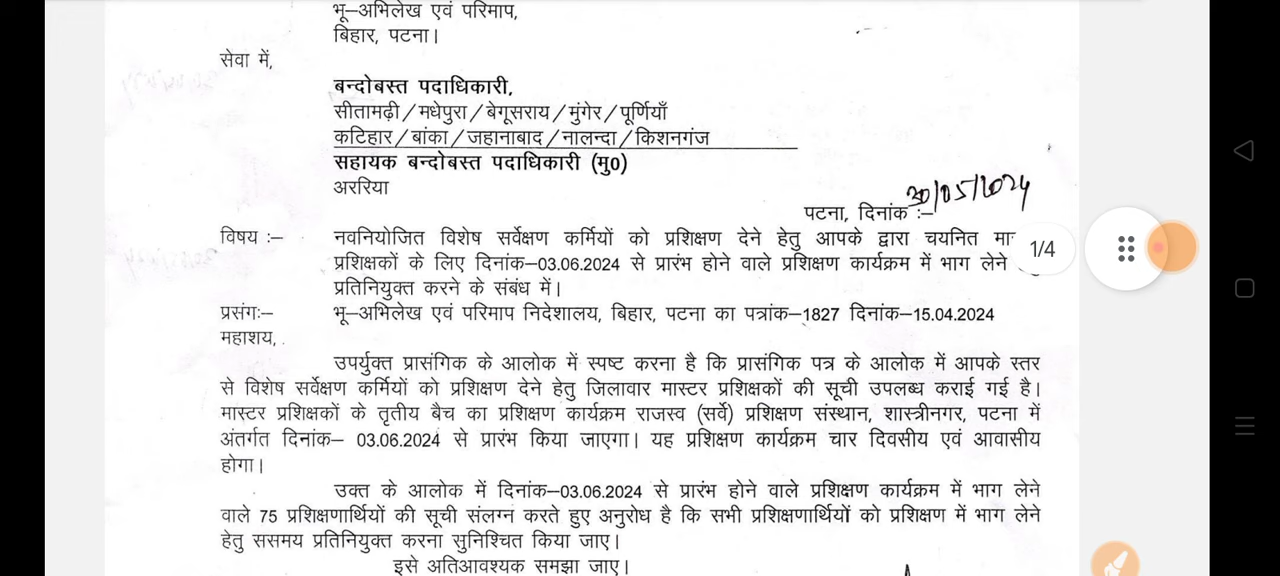 भू–अभिलेख एवं परिमाप,
बिहार, पटना।
सेवा में,
बन्दोबस्त पदाधिकारी,
सीतामढ़ी/मधेपुरा/बेगूसराय/मुंगेर/पूर्णियाँ
कटिहार/बांका/जहानाबाद/नालन्दा/किशनगंज
सहायक बन्दोबस्त पदाधिकारी (मु0)
अररिया
पटना, दिनांक :– 30/05/2024
विषय :– नवनियोजित विशेष सर्वेक्षण कर्मियों को प्रशिक्षण देने हेतु आपके द्वारा चयनित
1/4
प्रशिक्षकों के लिए दिनांक–03.06.2024 से प्रारंभ होने वाले प्रशिक्षण कार्यक्रम में भाग लेने
प्रतिनियुक्त करने के संबंध में।
प्रसंगः– भू–अभिलेख एवं परिमाप निदेशालय, बिहार, पटना का पत्रांक–1827 दिनांक–15.04.2024
महाशय,
उपर्युक्त प्रासंगिक के आलोक में स्पष्ट करना है कि प्रासंगिक पत्र के आलोक में आपके स्तर
से विशेष सर्वेक्षण कर्मियों को प्रशिक्षण देने हेतु जिलावार मास्टर प्रशिक्षकों की सूची उपलब्ध कराई गई है।
मास्टर प्रशिक्षकों के तृतीय बैच का प्रशिक्षण कार्यक्रम राजस्व (सर्वे) प्रशिक्षण संस्थान, शास्त्रीनगर, पटना में
अंतर्गत दिनांक– 03.06.2024 से प्रारंभ किया जाएगा। यह प्रशिक्षण कार्यक्रम चार दिवसीय एवं आवासीय
होगा।
उक्त के आलोक में दिनांक–03.06.2024 से प्रारंभ होने वाले प्रशिक्षण कार्यक्रम में भाग लेने
वाले 75 प्रशिक्षणार्थियों की सूची संलग्न करते हुए अनुरोध है कि सभी प्रशिक्षणार्थियों को प्रशिक्षण में भाग लेने
हेतु ससमय प्रतिनियुक्त करना सुनिश्चित किया जाए।
इसे अतिआवश्यक समझा जाए।